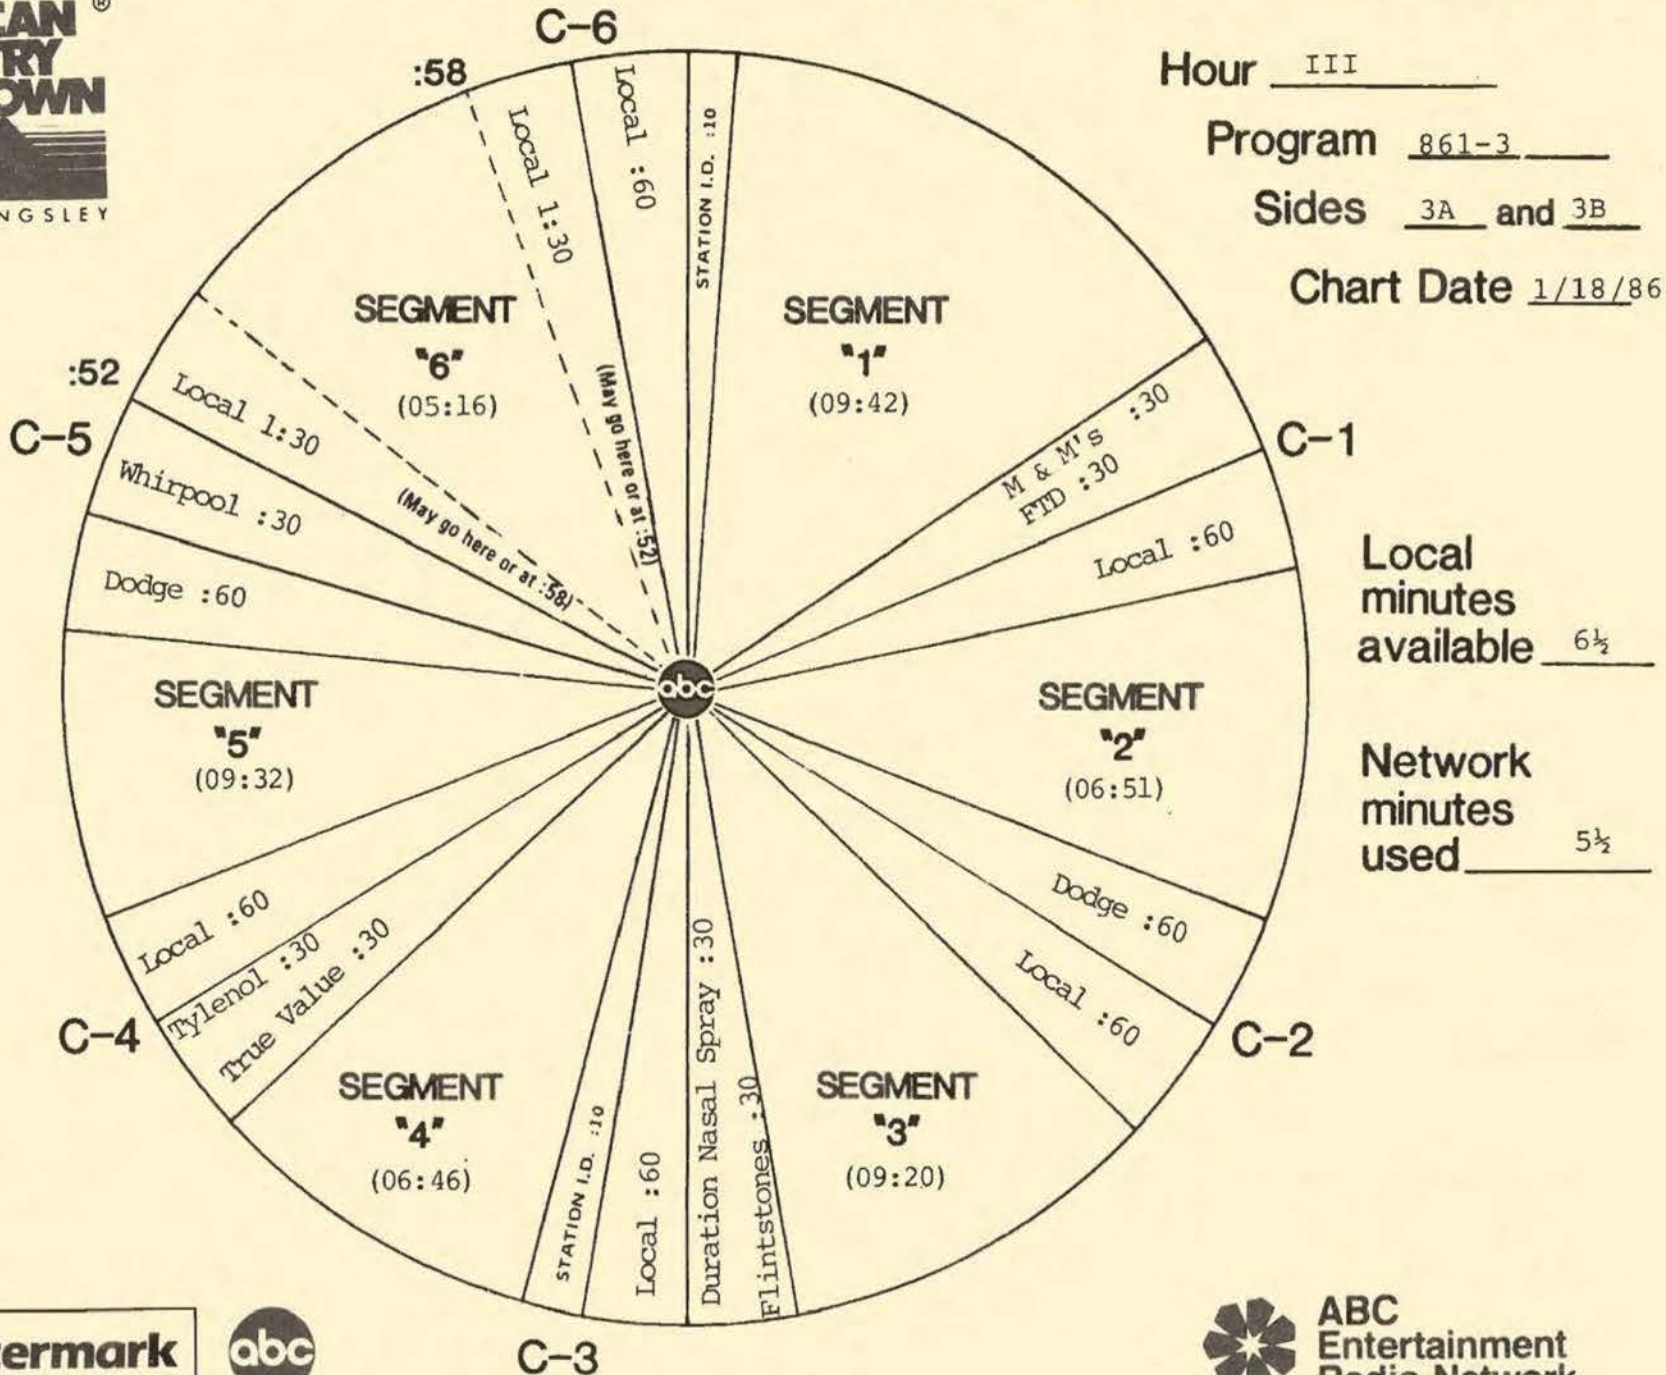 ®
C-6
:58
Hour III
Program 861-3
Sides 3A and 3B
Chart Date 1/18/86
Local :60
STATION I.D. :10
Local 1:30
(May go here or at :52)
SEGMENT
"6"
(05:16)
SEGMENT
"1"
(09:42)
:52
C-5
Local 1:30
(May go here or at :58)
Whirpool :30
Dodge :60
M & M's :30
FTD :30
C-1
Local :60
Local
minutes
available 6½
abc
SEGMENT
"5"
(09:32)
SEGMENT
"2"
(06:51)
Network
minutes
used 5½
Dodge :60
Local :60
C-2
Local :60
Tylenol :30
True Value :30
C-4
SEGMENT
"4"
(06:46)
STATION I.D. :10
Local :60
Duration Nasal Spray :30
Flintstones :30
SEGMENT
"3"
(09:20)
C-3
abc
ABC
Entertainment
Radio Network